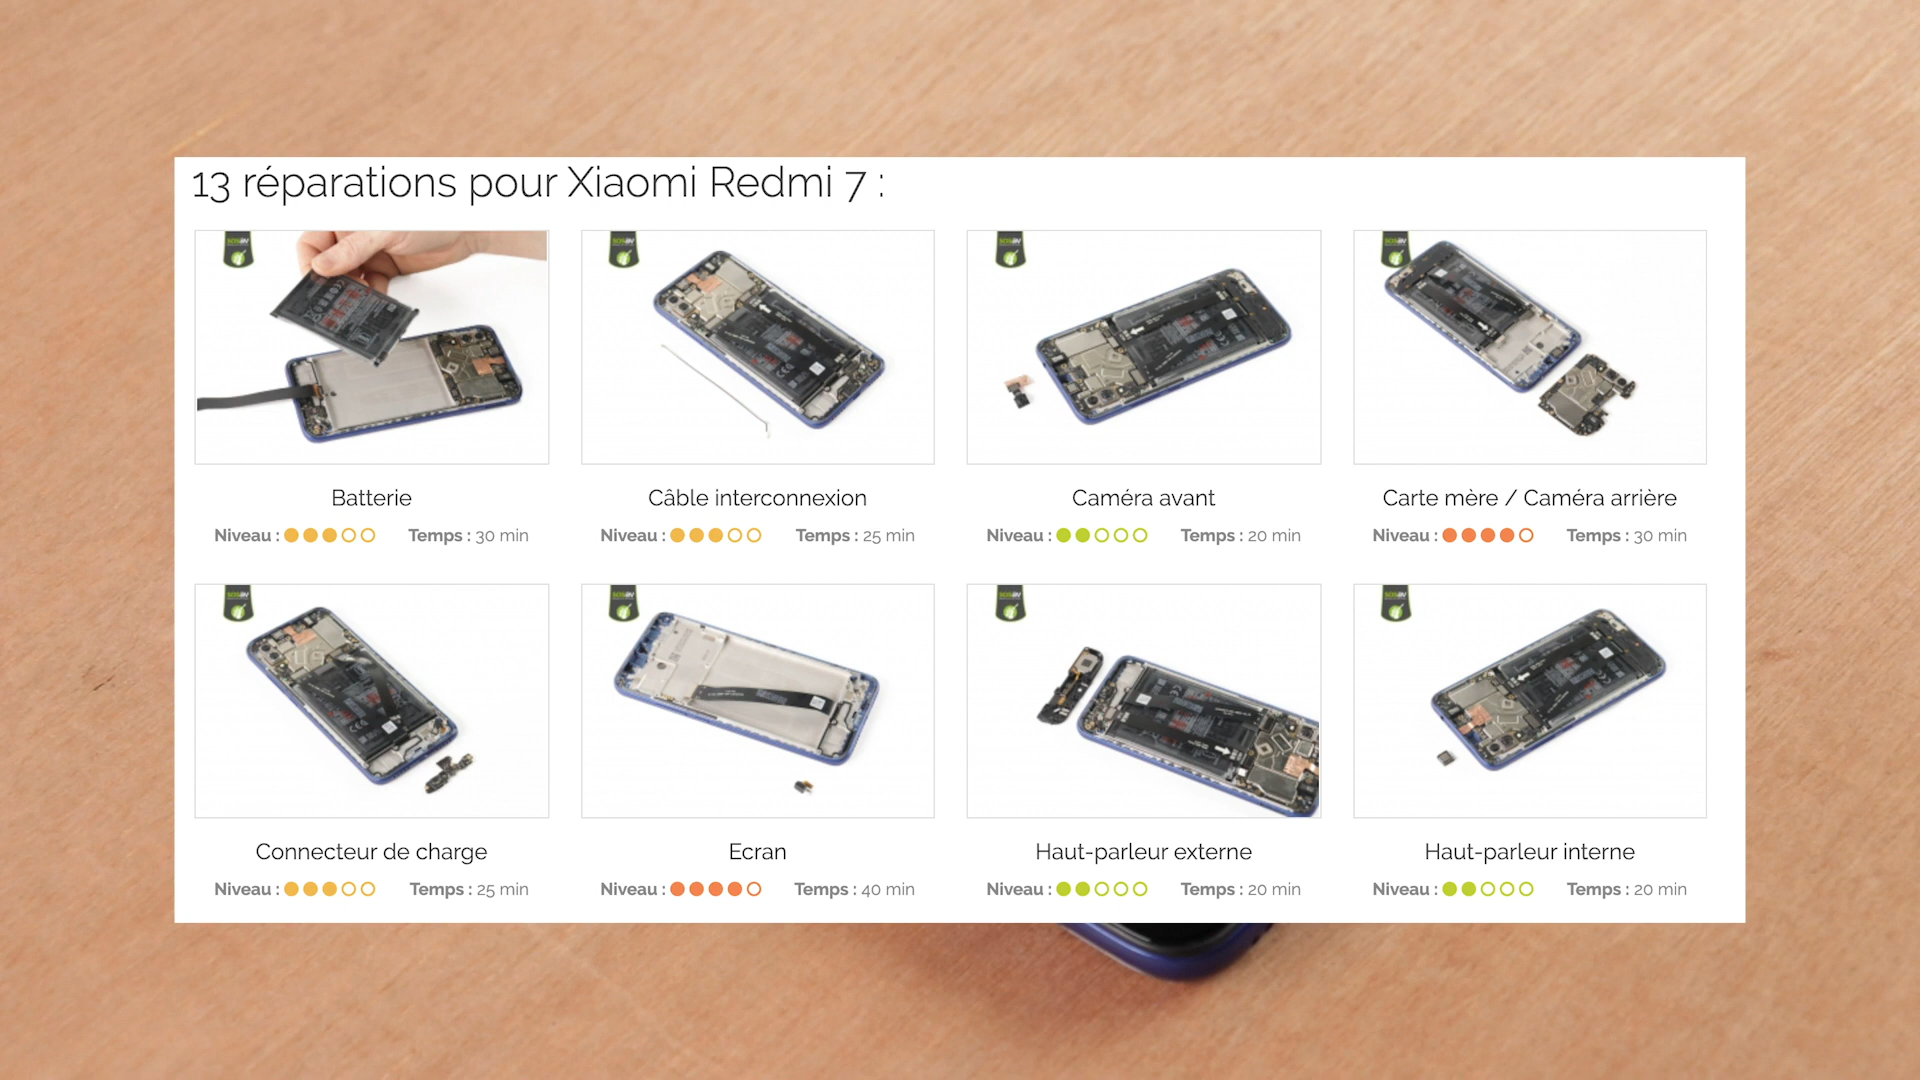 13 réparations pour Xiaomi Redmi 7 :
Batterie
Niveau : Temps : 30 min
Câble interconnexion
Niveau : Temps : 25 min
Caméra avant
Niveau : Temps : 20 min
Carte mère / Caméra arrière
Niveau : Temps : 30 min
Connecteur de charge
Niveau : Temps : 25 min
Ecran
Niveau : Temps : 40 min
Haut-parleur externe
Niveau : Temps : 20 min
Haut-parleur interne
Niveau : Temps : 20 min